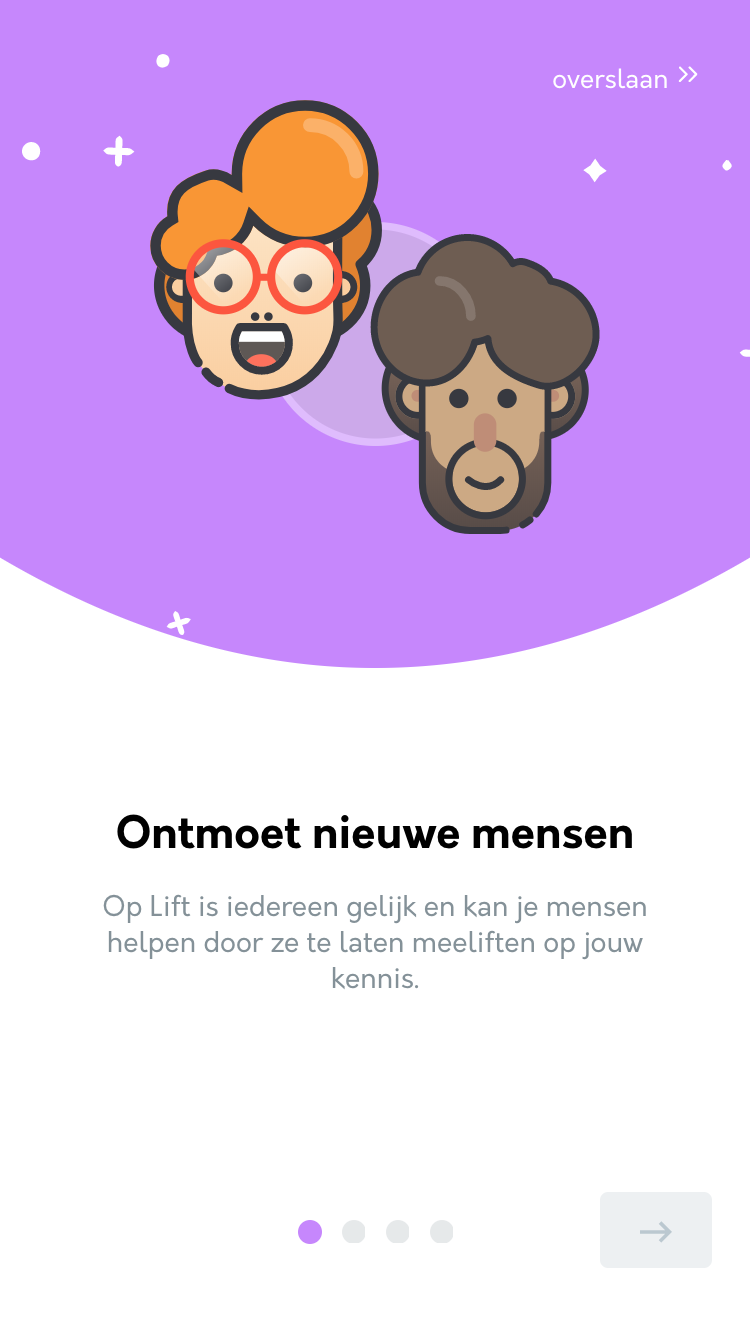 overslaan
Ontmoet nieuwe mensen
Op Lift is iedereen gelijk en kan je mensen
helpen door ze te laten meeliften op jouw
kennis.